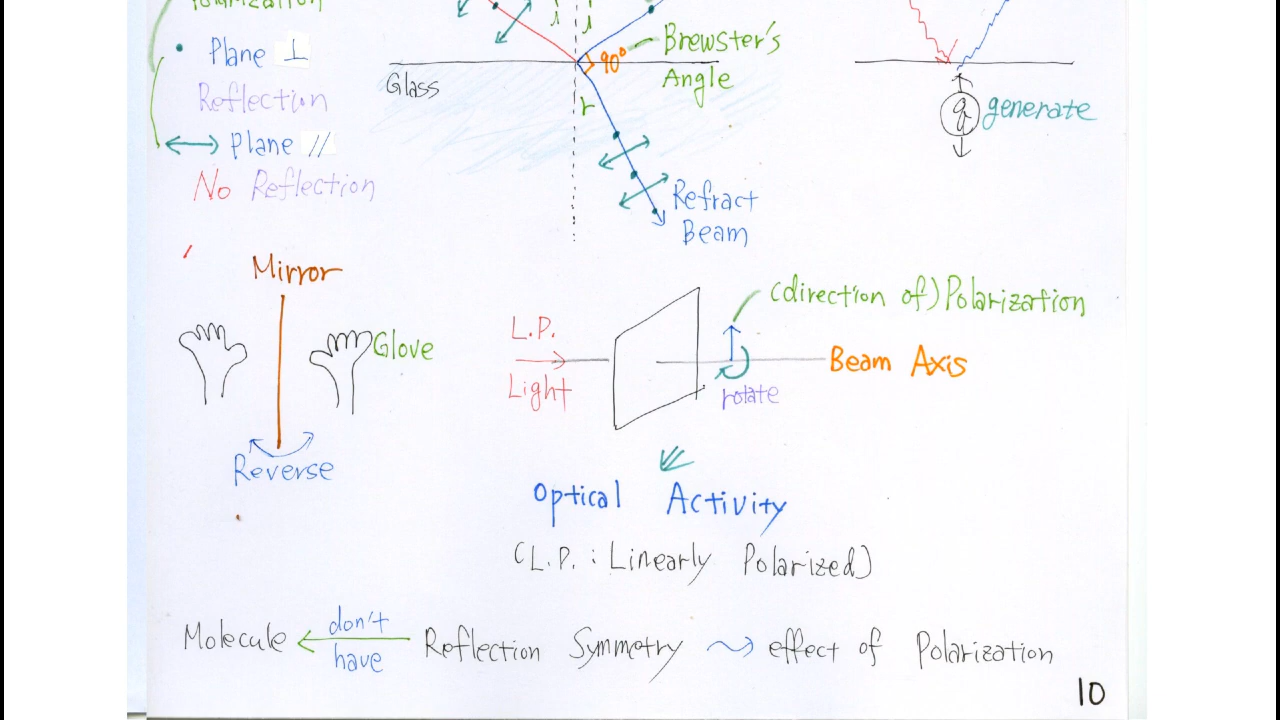 Polarization
i i
• Plane ⊥
Reflection
↔ Plane //
No Reflection
Glass
90°
Brewster's
Angle
r
Refract
Beam
q generate
Mirror
Glove
Reverse
L.P.
Light
(direction of) Polarization
Beam Axis
rotate
Optical Activity
(L.P. : Linearly Polarized)
Molecule ← don't have Reflection Symmetry ⤳ effect of Polarization
10